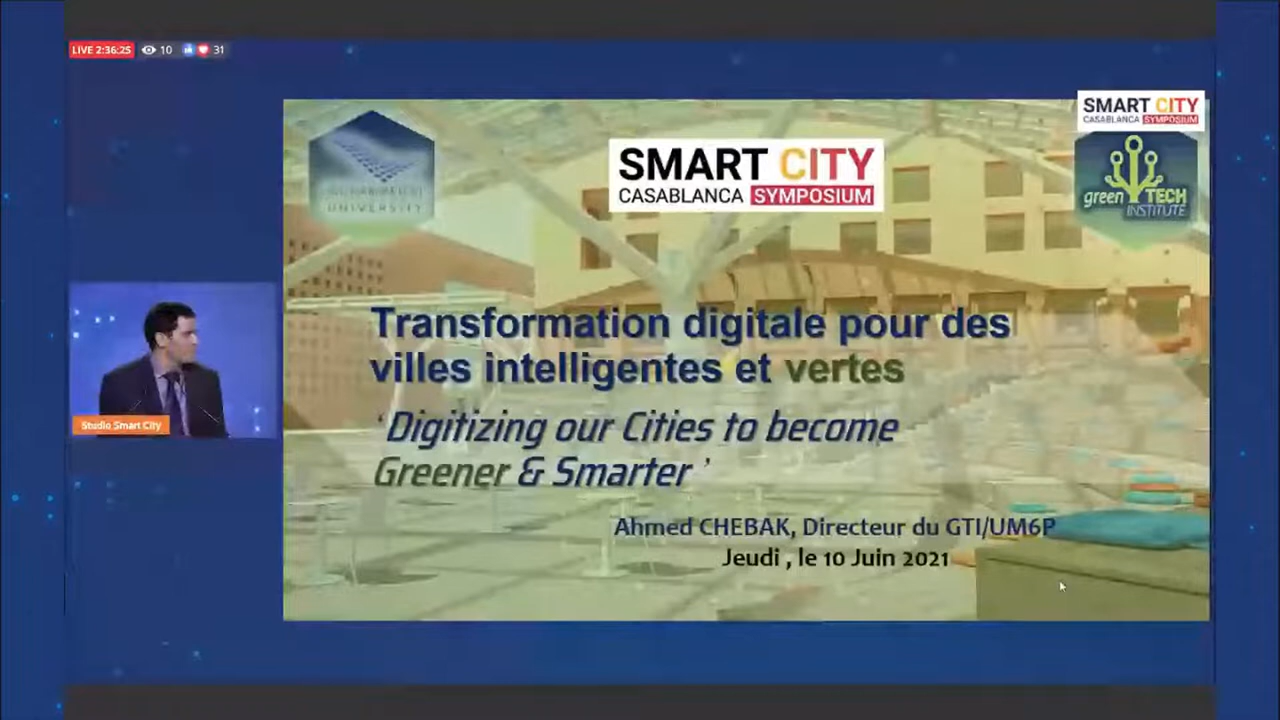 LIVE 2:36:25 10 31
SMART CITY
CASABLANCA SYMPOSIUM
SMART CITY
CASABLANCA SYMPOSIUM
UNIVERSITY
green TECH
INSTITUTE
Transformation digitale pour des
villes intelligentes et vertes
‘Digitizing our Cities to become
Greener & Smarter ’
Studio Smart City
Ahmed CHEBAK, Directeur du GTI/UM6P
Jeudi , le 10 Juin 2021